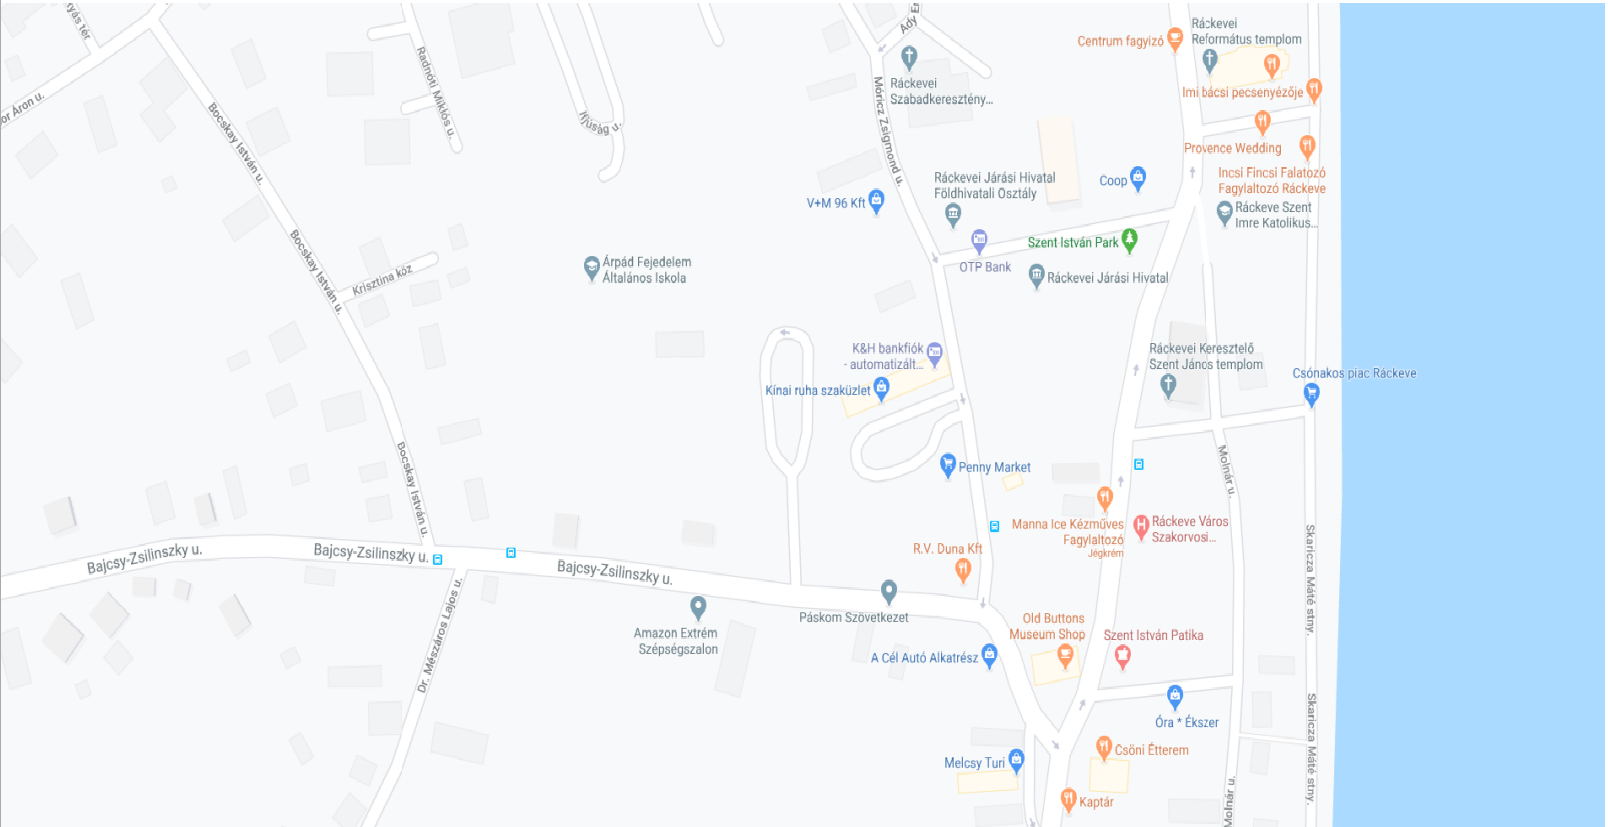 nyás tér
or Áron u.
Bocskay István u.
Radnóti Miklós u.
Ifjúság u.
Móricz Zsigmond u.
Ady
Ráckevei
Szabadkeresztény...
Centrum fagyizó
Ráckevei
Református templom
Imi bácsi pecsenyézője
Provence Wedding
Incsi Fincsi Falatozó
Fagylaltozó Ráckeve
Ráckeve Szent
Imre Katolikus...
Coop
Ráckevei Járási Hivatal
Földhivatali Osztály
V+M 96 Kft
Szent István Park
OTP Bank
Ráckevei Járási Hivatal
Árpád Fejedelem
Általános Iskola
Bocskay István u.
Krisztina köz
K&H bankfiók
- automatizált...
Kínai ruha szaküzlet
Ráckevei Keresztelő
Szent János templom
Csónakos piac Ráckeve
Bocskay István u.
Penny Market
Molnár u.
Manna Ice Kézműves
Fagylaltozó
Jégkrém
Ráckeve Város
Szakorvosi...
Skaricza Máté stny.
R.V. Duna Kft
Bajcsy-Zsilinszky u.
Bajcsy-Zsilinszky u.
Bajcsy-Zsilinszky u.
Páskom Szövetkezet
Amazon Extrém
Szépségszalon
Dr. Mészáros Lajos u.
Old Buttons
Museum Shop
Szent István Patika
A Cél Autó Alkatrész
Óra * Ékszer
Csöni Étterem
Melcsy Turi
Kaptár
Molnár u.
Skaricza Máté stny.